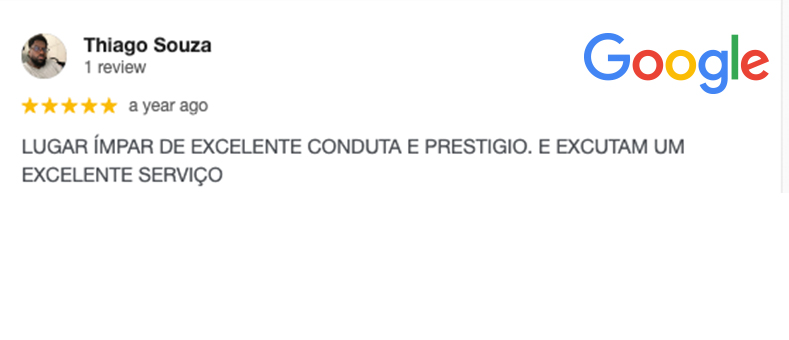 Thiago Souza
Google
1 review
a year ago
LUGAR ÍMPAR DE EXCELENTE CONDUTA E PRESTIGIO. E EXCUTAM UM
EXCELENTE SERVIÇO